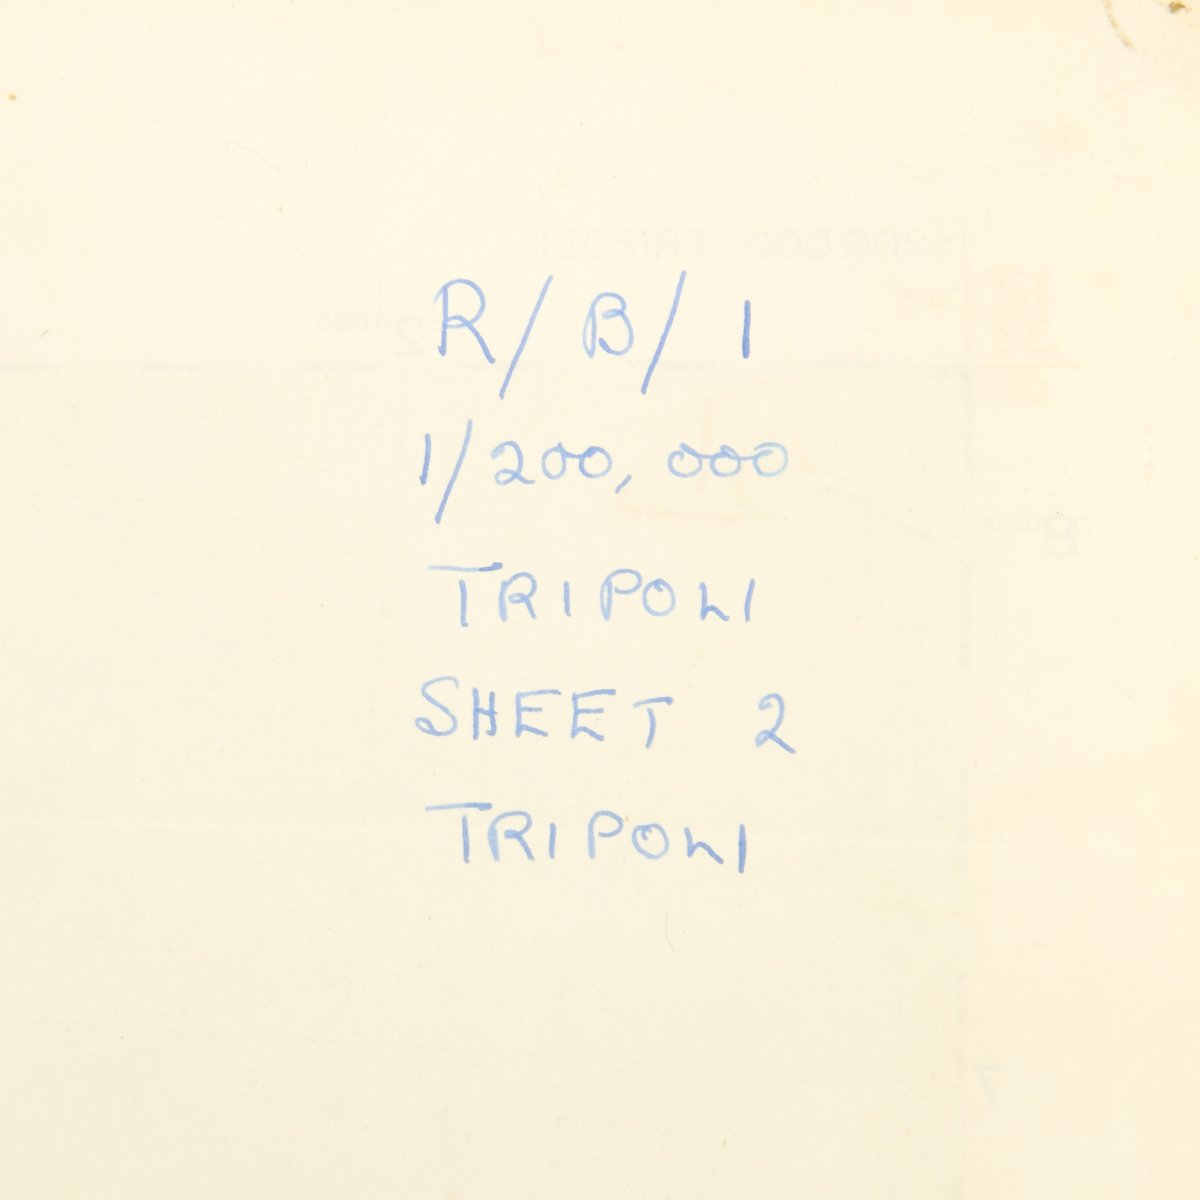 R/B/1
1/200,000
TRIPOLI
SHEET 2
TRIPOLI